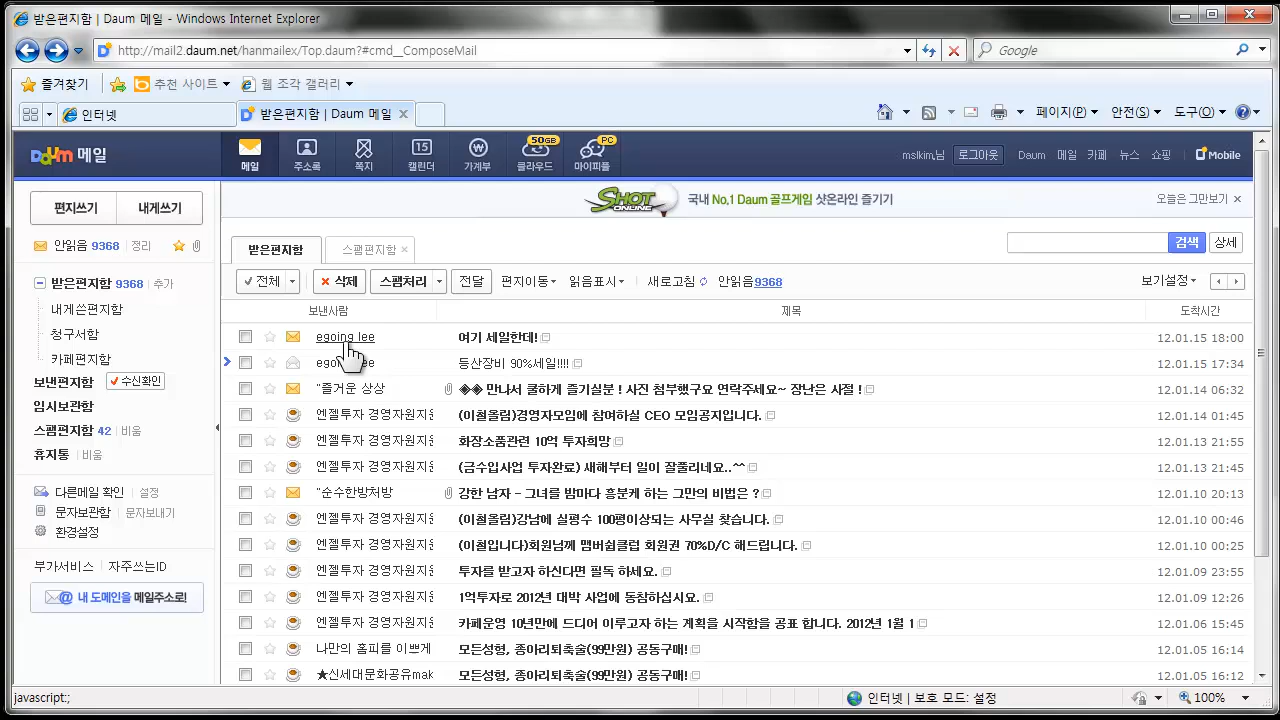 받은편지함 | Daum 메일 - Windows Internet Explorer
http://mail2.daum.net/hanmailex/Top.daum?#cmd__ComposeMail
Google
즐겨찾기 추천 사이트 웹 조각 갤러리
인터넷 받은편지함 | Daum 메일
페이지(P) 안전(S) 도구(O)
Daum 메일
메일 주소록 쪽지 15 캘린더 가계부 50GB 클라우드 PC 마이피플
mslkim,님 로그아웃 Daum 메일 카페 뉴스 쇼핑 Mobile
편지쓰기 내게쓰기
SHOT ONLINE 국내 No,1 Daum 골프게임 샷온라인 즐기기
오늘은 그만보기
안읽음 9368 정리
받은편지함 스팸편지함
검색 상세
받은편지함 9368 추가
내게쓴편지함
청구서함
카페편지함
보낸편지함 수신확인
임시보관함
스팸편지함 42 비움
휴지통 비움
다른메일 확인 설정
문자보관함 문자보내기
환경설정
부가서비스 자주쓰는ID
내 도메인을 메일주소로!
전체 삭제 스팸처리 전달 편지이동 읽음표시 새로고침 안읽음9368 보기설정
보낸사람 제목 도착시간
egoing lee 여기 세일한데! 12.01.15 18:00
lee 등산장비 90%세일!!!! 12.01.15 17:34
"즐거운 상상 ◈◈ 만나서 쿨하게 즐기실분 ! 사진 첨부했구요 연락주세요~ 장난은 사절 ! 12.01.14 06:32
엔젤투자 경영자원지원 (이철올림)경영자모임에 참여하실 CEO 모임공지입니다. 12.01.14 01:45
엔젤투자 경영자원지원 화장소품관련 10억 투자희망 12.01.13 21:55
엔젤투자 경영자원지원 (금수입사업 투자완료) 새해부터 일이 잘풀리네요..^^ 12.01.13 21:45
"순수한방처방 강한 남자 - 그녀를 밤마다 흥분케 하는 그만의 비법은 ? 12.01.10 20:13
엔젤투자 경영자원지원 (이철올림)강남에 실평수 100평이상되는 사무실 찾습니다. 12.01.10 00:46
엔젤투자 경영자원지원 (이철입니다)회원님께 멤버쉽클럽 회원권 70%D/C 해드립니다. 12.01.10 00:25
엔젤투자 경영자원지원 투자를 받고자 하신다면 필독 하세요. 12.01.09 23:55
엔젤투자 경영자원지원 1억투자로 2012년 대박 사업에 동참하십시요. 12.01.09 12:26
엔젤투자 경영자원지원 카페운영 10년만에 드디어 이루고자 하는 계획을 시작함을 공표 합니다. 2012년 1월 1 12.01.06 15:45
나만의 홈피를 이쁘게 모든성형, 종아리퇴축술(99만원) 공동구매! 12.01.05 16:14
★신세대문화공유mak 모든성형, 종아리퇴축술(99만원) 공동구매! 12.01.05 16:12
javascript:; 인터넷 | 보호 모드: 설정 100%